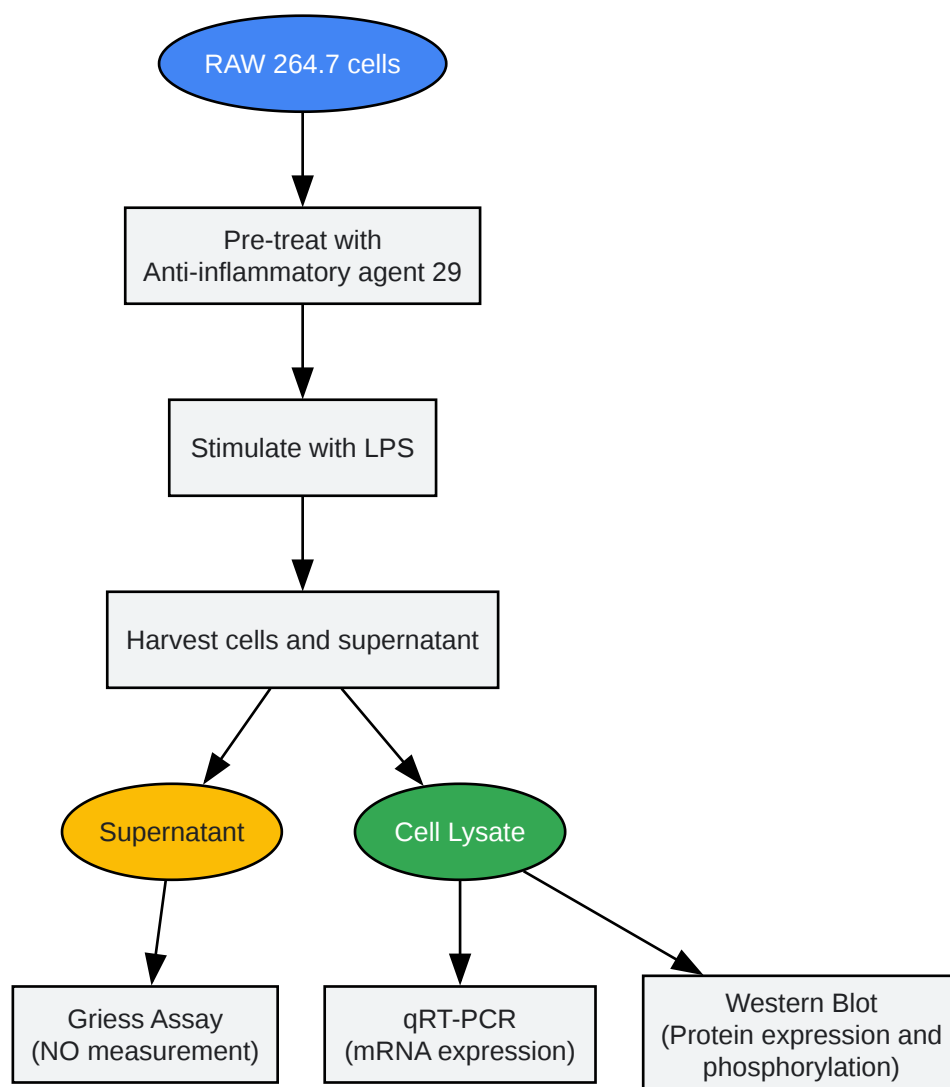 RAW 264.7 cells
Pre-treat with
Anti-inflammatory agent 29
Stimulate with LPS
Harvest cells and supernatant
Supernatant
Cell Lysate
Griess Assay
(NO measurement)
qRT-PCR
(mRNA expression)
Western Blot
(Protein expression and
phosphorylation)